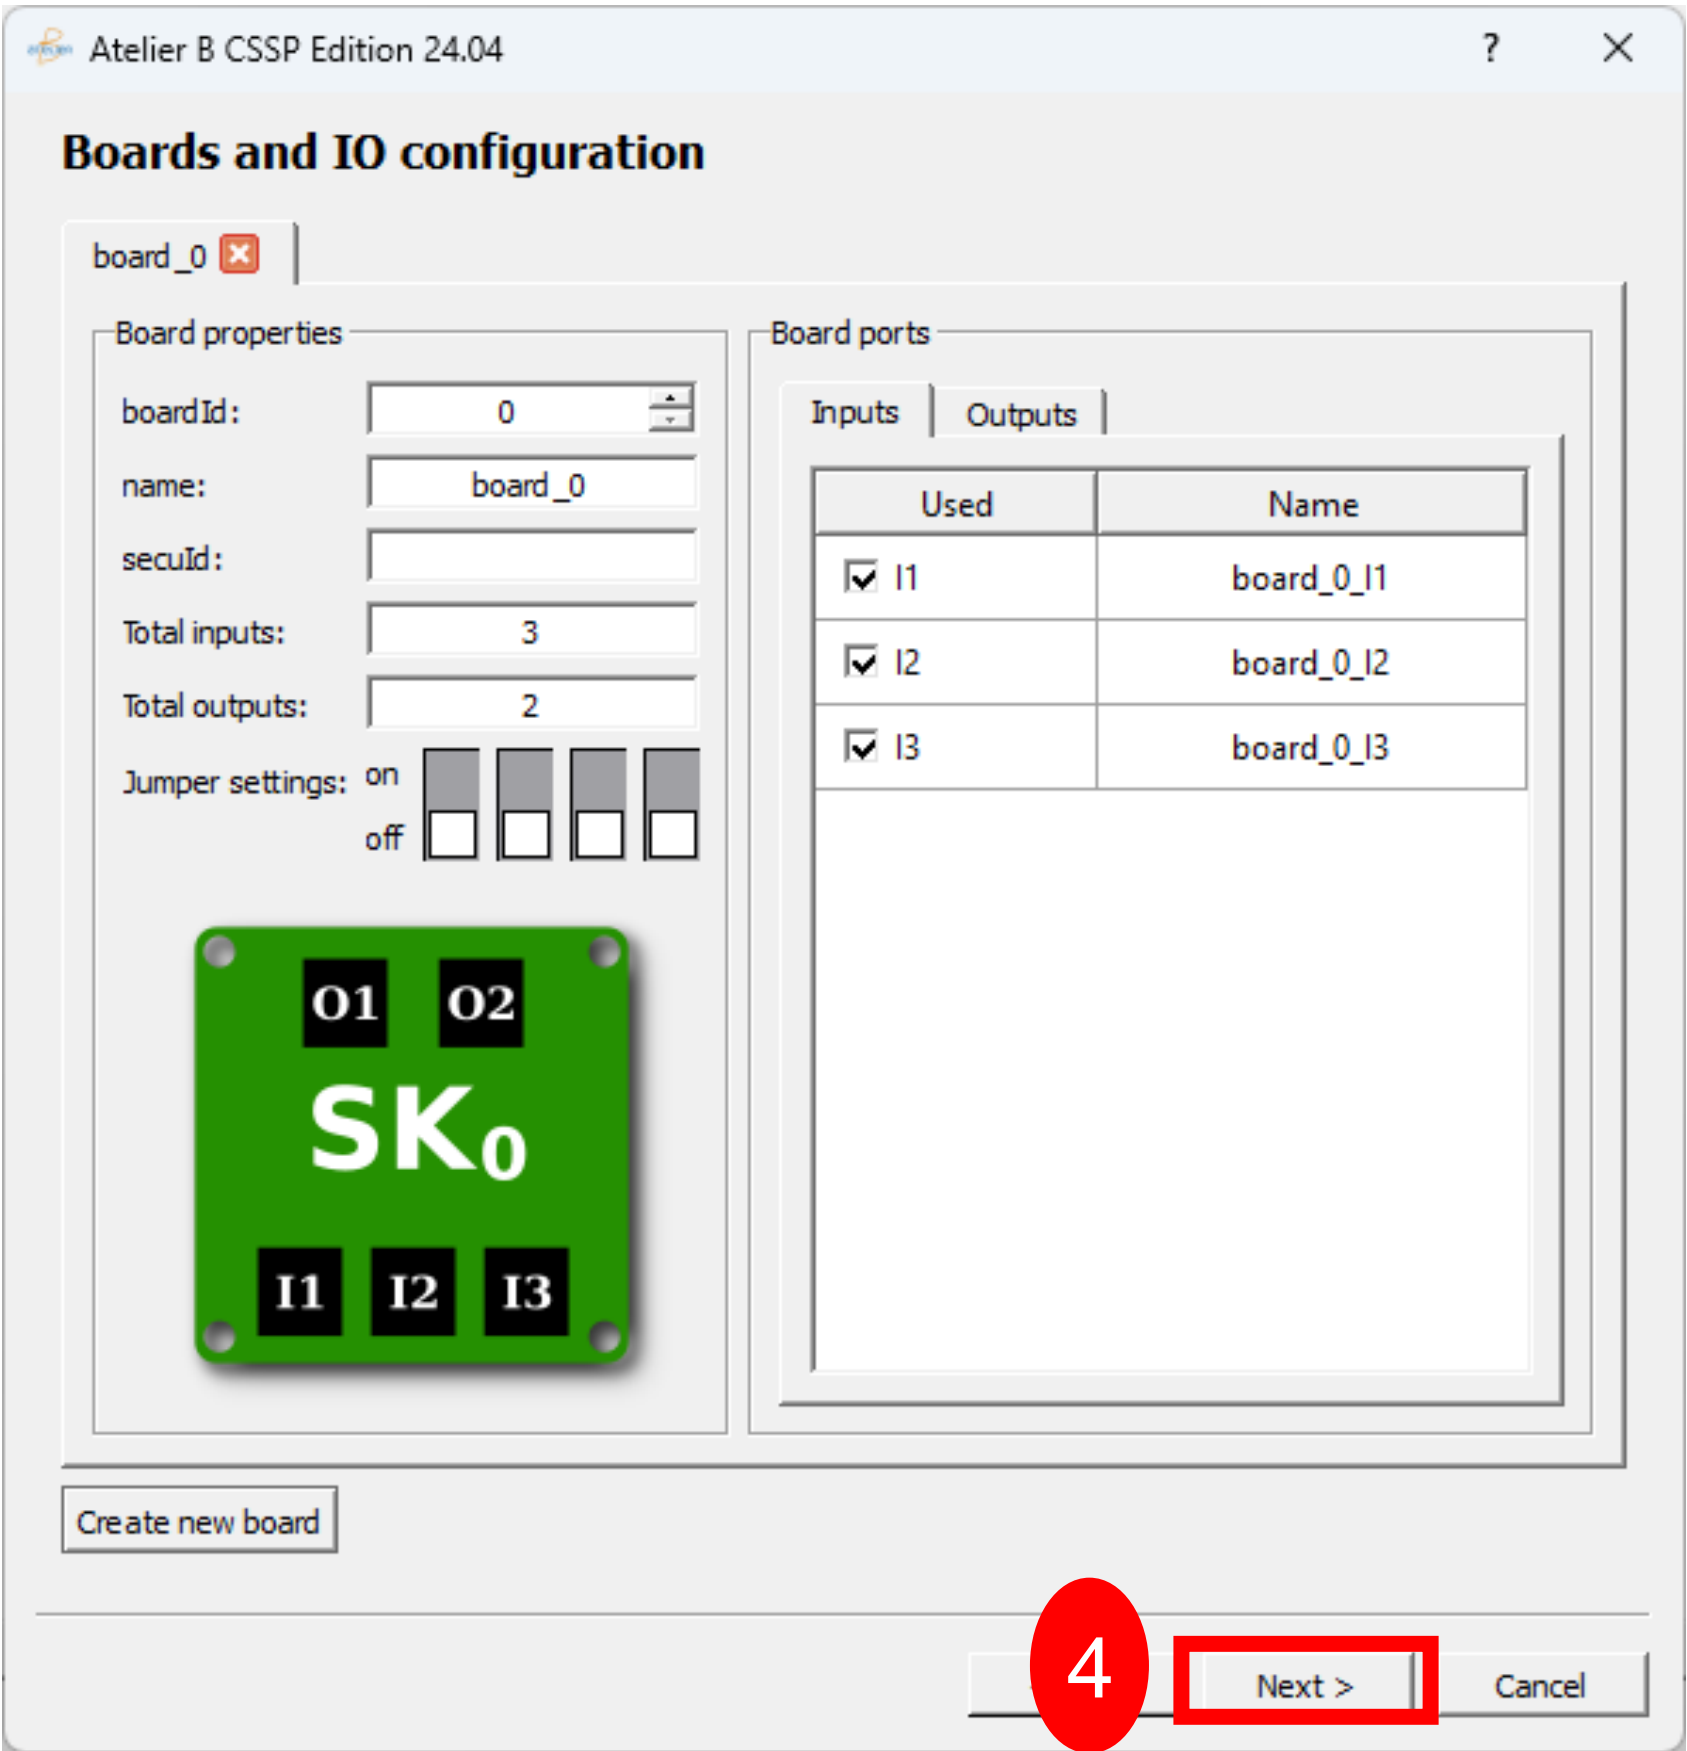 Atelier B CSSP Edition 24.04
?
Boards and IO configuration
board_0
Board properties
boardId:
0
name:
board_0
secuId:
Total inputs:
3
Total outputs:
2
Jumper settings:
on
off
O1 O2
SK0
I1 I2 I3
Board ports
Inputs Outputs
Used Name
I1 board_0_I1
I2 board_0_I2
I3 board_0_I3
Create new board
4
Next >
Cancel